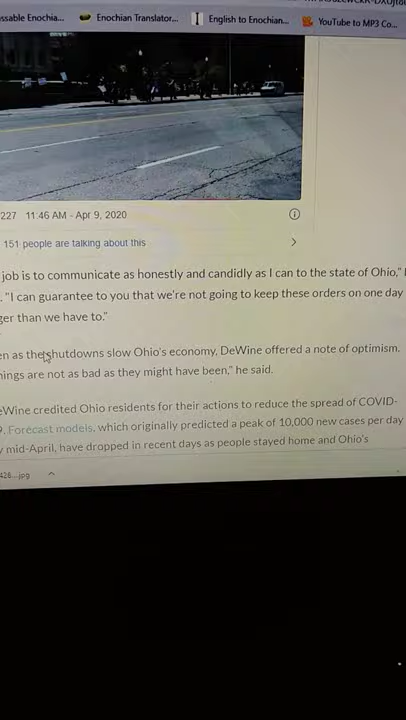 ssable Enochia... Enochian Translator... English to Enochian... YouTube to MP3 Co...
227 11:46 AM - Apr 9, 2020
151 people are talking about this
job is to communicate as honestly and candidly as I can to the state of Ohio,"
"I can guarantee to you that we're not going to keep these orders on one day
ger than we have to."
en as the shutdowns slow Ohio's economy, DeWine offered a note of optimism.
ings are not as bad as they might have been," he said.
eWine credited Ohio residents for their actions to reduce the spread of COVID-
9. Forecast models, which originally predicted a peak of 10,000 new cases per day
y mid-April, have dropped in recent days as people stayed home and Ohio's
426...jpg